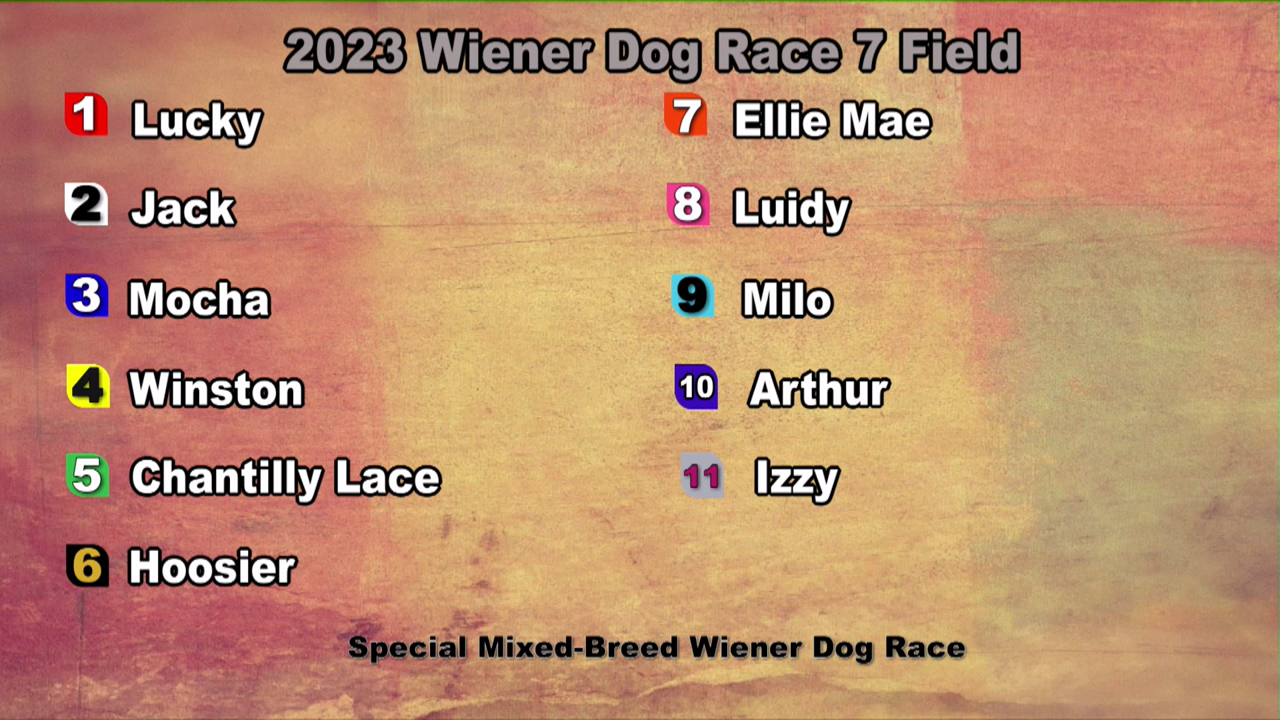 2023 Wiener Dog Race 7 Field
1 Lucky
2 Jack
3 Mocha
4 Winston
5 Chantilly Lace
6 Hoosier
7 Ellie Mae
8 Luidy
9 Milo
10 Arthur
11 Izzy
Special Mixed-Breed Wiener Dog Race